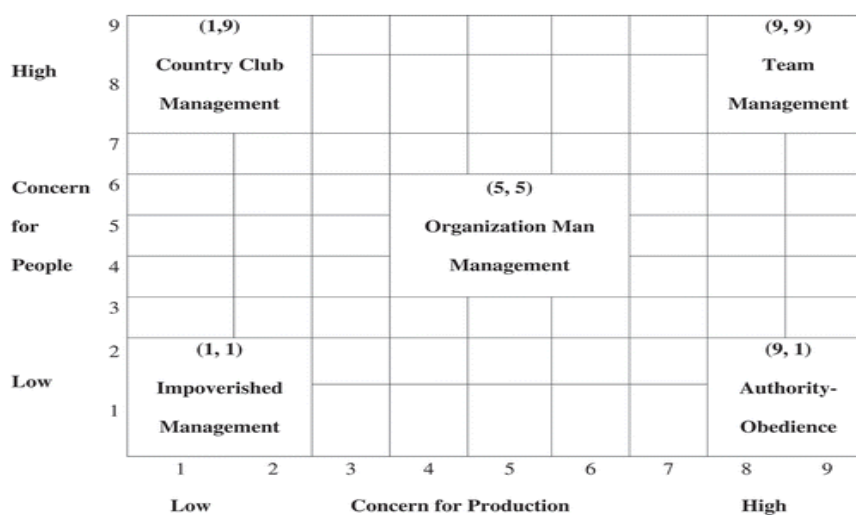 9
(1,9)
(9, 9)
High
Country Club
Team
8
Management
Management
7
Concern
6
(5, 5)
for
5
Organization Man
People
4
Management
3
2
(1, 1)
(9, 1)
Low
Impoverished
Authority-
1
Management
Obedience
1 2 3 4 5 6 7 8 9
Low Concern for Production High